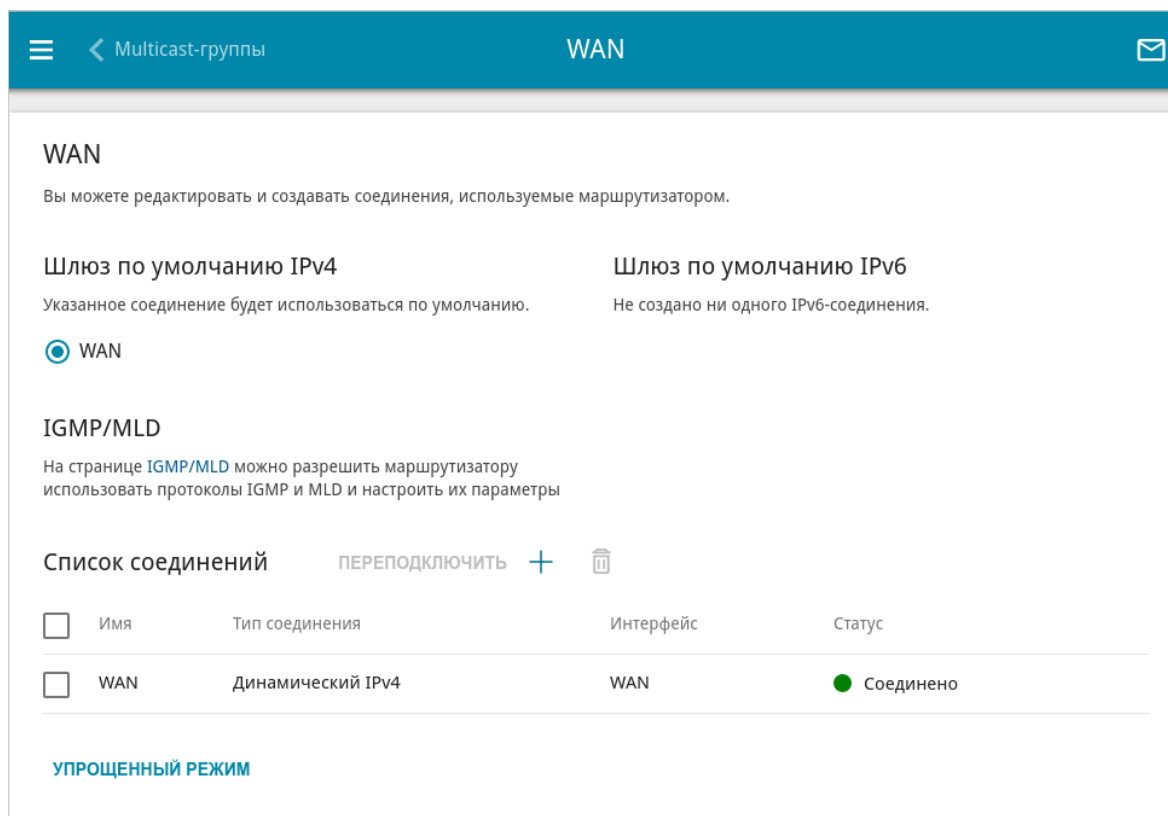 Multicast-группы
WAN
WAN
Вы можете редактировать и создавать соединения, используемые маршрутизатором.
Шлюз по умолчанию IPv4
Указанное соединение будет использоваться по умолчанию.
WAN
Шлюз по умолчанию IPv6
Не создано ни одного IPv6-соединения.
IGMP/MLD
На странице IGMP/MLD можно разрешить маршрутизатору
использовать протоколы IGMP и MLD и настроить их параметры
Список соединений ПЕРЕПОДКЛЮЧИТЬ
Имя Тип соединения Интерфейс Статус
WAN Динамический IPv4 WAN Соединено
УПРОЩЕННЫЙ РЕЖИМ